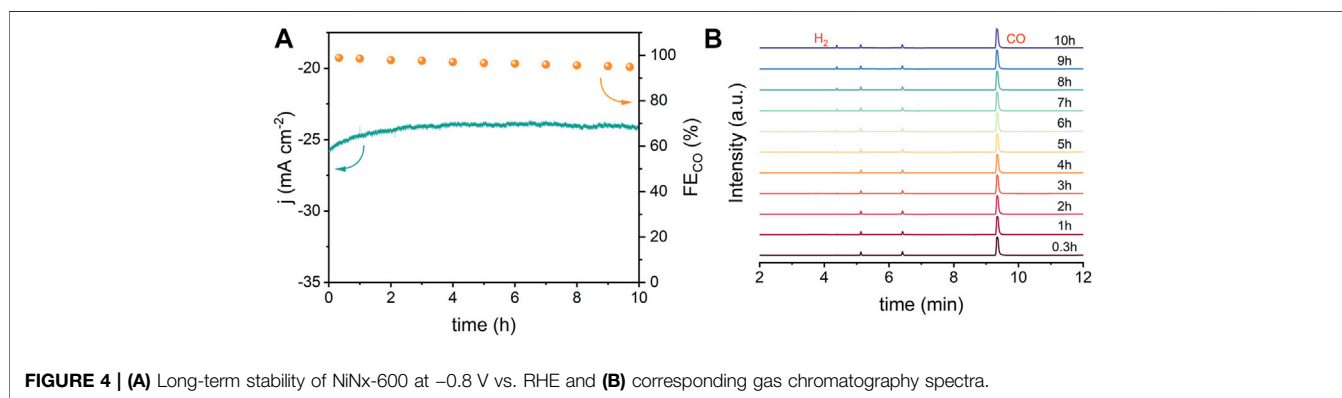 A
j (mA cm⁻²)
-20
-25
-30
-35
0 2 4 6 8 10
time (h)
100
80
60
40
20
0
FE_CO (%)
B
Intensity (a.u.)
H₂
CO
10h
9h
8h
7h
6h
5h
4h
3h
2h
1h
0.3h
2 4 6 8 10 12
time (min)
FIGURE 4 | (A) Long-term stability of NiNx-600 at −0.8 V vs. RHE and (B) corresponding gas chromatography spectra.